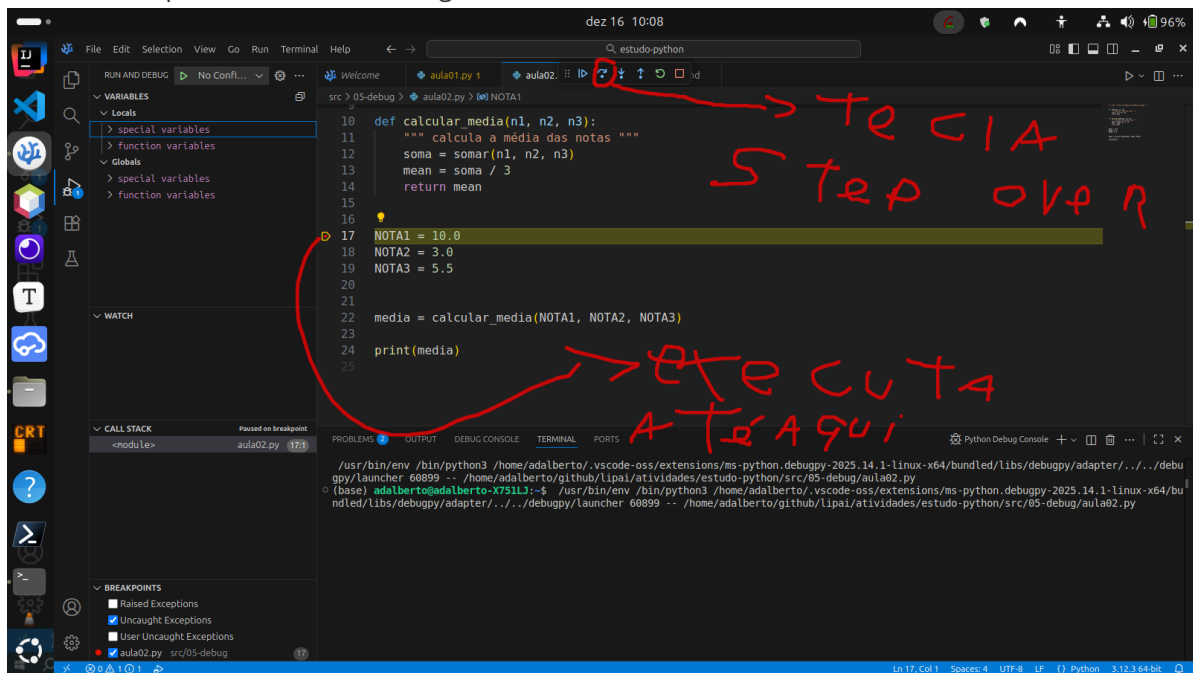 dez 16 10:08
96%
File Edit Selection View Go Run Terminal Help
estudo-python
RUN AND DEBUG No Confi...
Welcome
aula01.py 1
aula02.
VARIABLES
src > 05-debug > aula02.py > NOTA1
Locals
> special variables
> function variables
Globals
> special variables
> function variables
10 def calcular_media(n1, n2, n3):
11 """ calcula a média das notas """
12 soma = somar(n1, n2, n3)
13 mean = soma / 3
14 return mean
15
16
17 NOTA1 = 10.0
18 NOTA2 = 3.0
19 NOTA3 = 5.5
20
21
22 media = calcular_media(NOTA1, NOTA2, NOTA3)
23
24 print(media)
25
TeClA
STep oveR
exeCuTa
ATéAqui
WATCH
CALL STACK Paused on breakpoint
<module> aula02.py 17:1
PROBLEMS 2 OUTPUT DEBUG CONSOLE TERMINAL PORTS
Python Debug Console
/usr/bin/env /bin/python3 /home/adalberto/.vscode-oss/extensions/ms-python.debugpy-2025.14.1-linux-x64/bundled/libs/debugpy/adapter/../../debu
gpy/launcher 60899 -- /home/adalberto/github/lipai/atividades/estudo-python/src/05-debug/aula02.py
(base) adalberto@adalberto-X751LJ:~$ /usr/bin/env /bin/python3 /home/adalberto/.vscode-oss/extensions/ms-python.debugpy-2025.14.1-linux-x64/bu
ndled/libs/debugpy/adapter/../../debugpy/launcher 60899 -- /home/adalberto/github/lipai/atividades/estudo-python/src/05-debug/aula02.py
BREAKPOINTS
Raised Exceptions
Uncaught Exceptions
User Uncaught Exceptions
aula02.py src/05-debug 17
0 1 1
Ln 17, Col 1 Spaces: 4 UTF-8 LF {} Python 3.12.3 64-bit